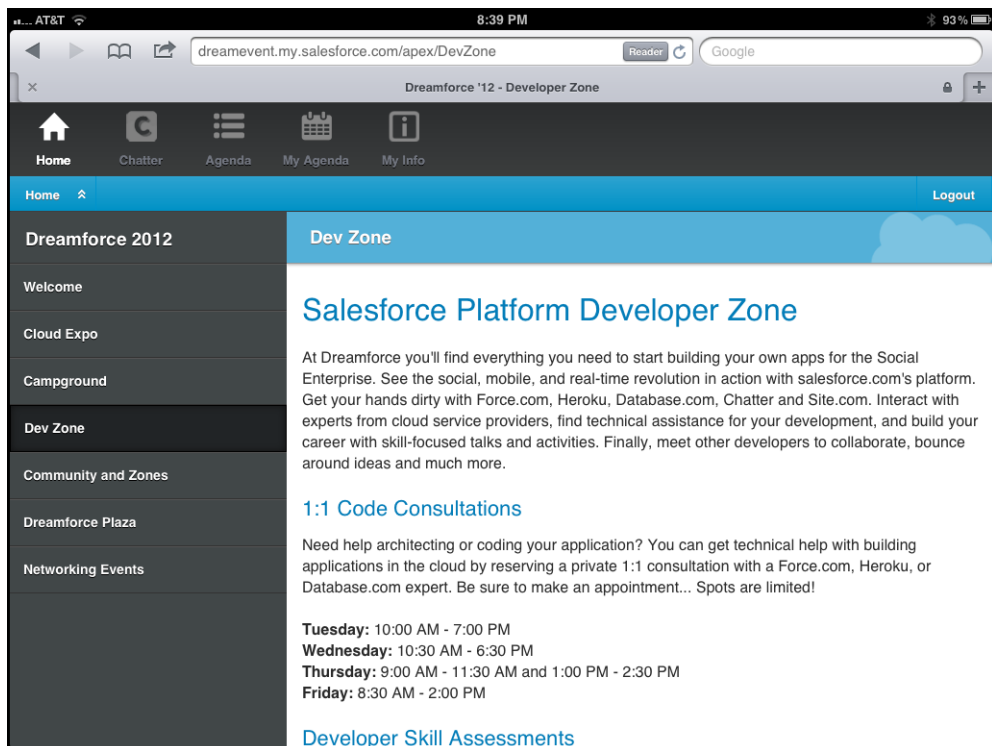 AT&T
8:39 PM
93%
dreamevent.my.salesforce.com/apex/DevZone
Reader
Google
Dreamforce '12 - Developer Zone
Home
Chatter
Agenda
My Agenda
My Info
Home
Logout
Dreamforce 2012
Welcome
Cloud Expo
Campground
Dev Zone
Community and Zones
Dreamforce Plaza
Networking Events
Dev Zone
Salesforce Platform Developer Zone
At Dreamforce you'll find everything you need to start building your own apps for the Social
Enterprise. See the social, mobile, and real-time revolution in action with salesforce.com's platform.
Get your hands dirty with Force.com, Heroku, Database.com, Chatter and Site.com. Interact with
experts from cloud service providers, find technical assistance for your development, and build your
career with skill-focused talks and activities. Finally, meet other developers to collaborate, bounce
around ideas and much more.
1:1 Code Consultations
Need help architecting or coding your application? You can get technical help with building
applications in the cloud by reserving a private 1:1 consultation with a Force.com, Heroku, or
Database.com expert. Be sure to make an appointment... Spots are limited!
Tuesday: 10:00 AM - 7:00 PM
Wednesday: 10:30 AM - 6:30 PM
Thursday: 9:00 AM - 11:30 AM and 1:00 PM - 2:30 PM
Friday: 8:30 AM - 2:00 PM
Developer Skill Assessments